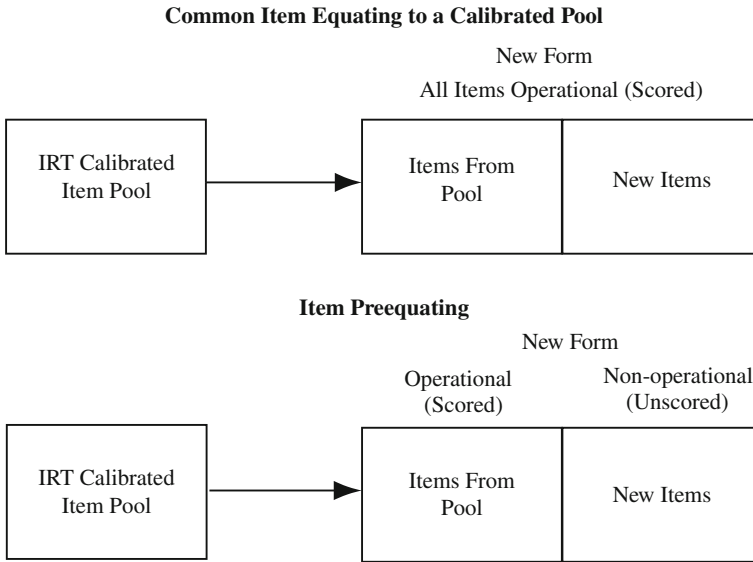 Common Item Equating to a Calibrated Pool
New Form
All Items Operational (Scored)
IRT Calibrated
Item Pool
Items From
Pool
New Items
Item Preequating
New Form
Operational
(Scored)
Non-operational
(Unscored)
IRT Calibrated
Item Pool
Items From
Pool
New Items